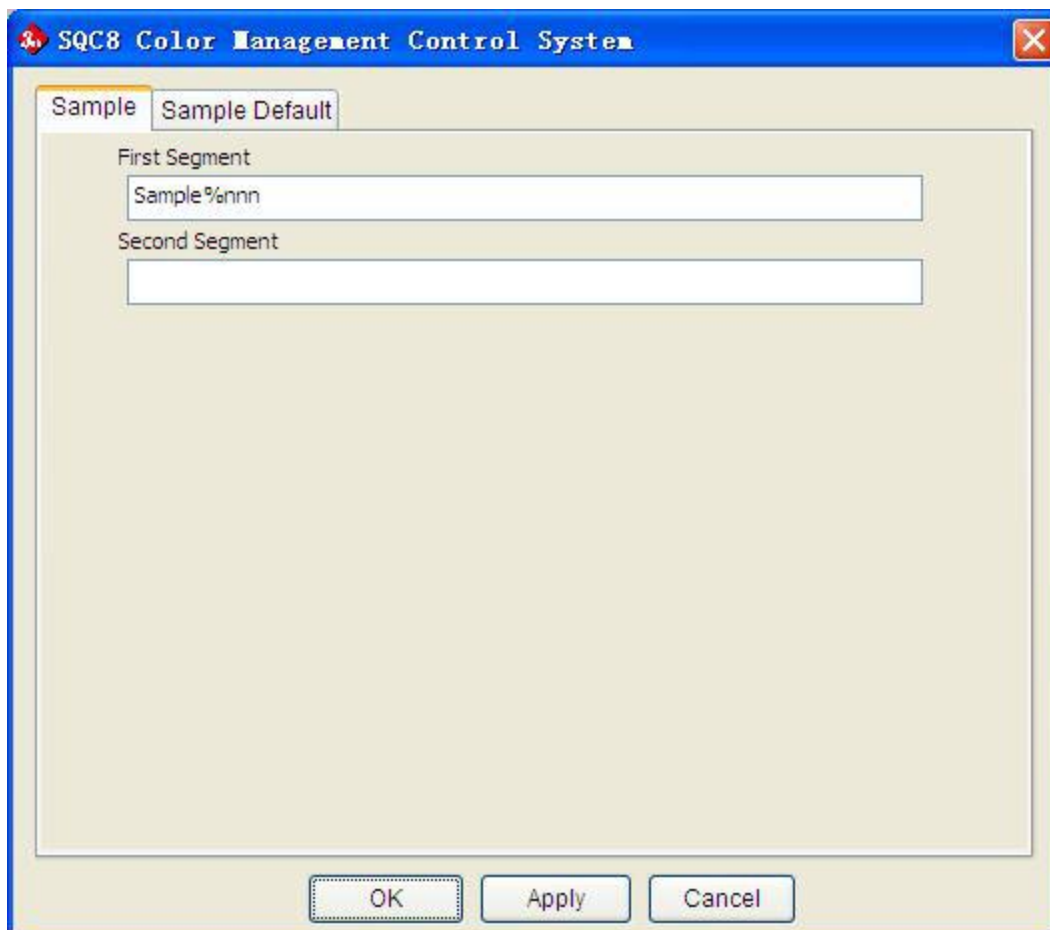 SQC8 Color Management Control System
Sample
Sample Default
First Segment
Sample%nnn
Second Segment
OK
Apply
Cancel